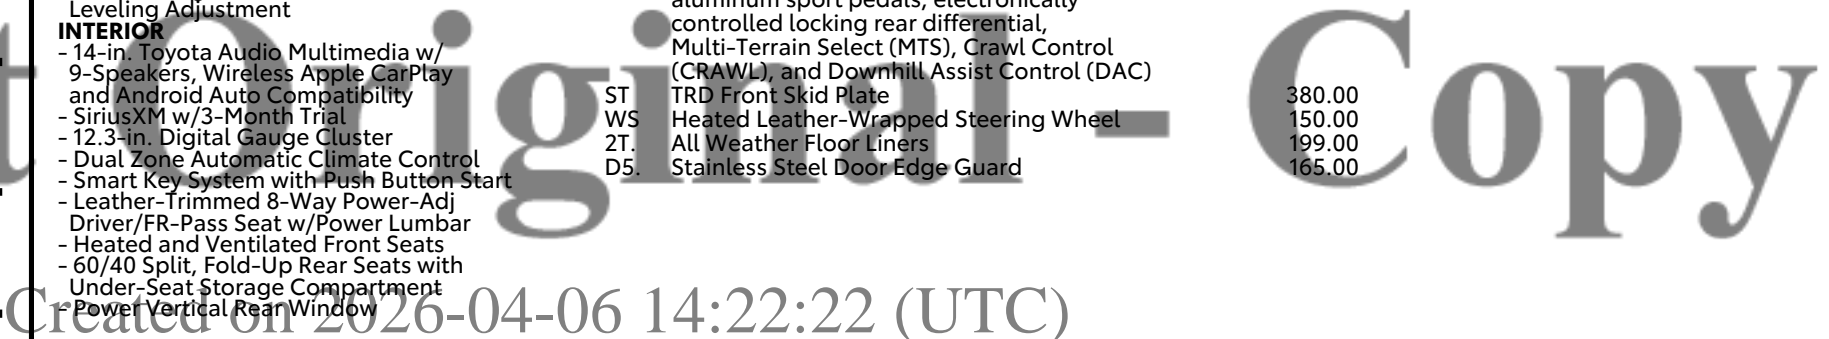 Leveling Adjustment
INTERIOR
- 14-in. Toyota Audio Multimedia w/
9-Speakers, Wireless Apple CarPlay
and Android Auto Compatibility
- SiriusXM w/3-Month Trial
- 12.3-in. Digital Gauge Cluster
- Dual Zone Automatic Climate Control
- Smart Key System with Push Button Start
- Leather-Trimmed 8-Way Power-Adj
Driver/FR-Pass Seat w/Power Lumbar
- Heated and Ventilated Front Seats
- 60/40 Split, Fold-Up Rear Seats with
Under-Seat Storage Compartment
- Power Vertical Rear Window
aluminum sport pedals, electronically
controlled locking rear differential,
Multi-Terrain Select (MTS), Crawl Control
(CRAWL), and Downhill Assist Control (DAC)
ST TRD Front Skid Plate 380.00
WS Heated Leather-Wrapped Steering Wheel 150.00
2T. All Weather Floor Liners 199.00
D5. Stainless Steel Door Edge Guard 165.00
t Original - Copy
Created on 2026-04-06 14:22:22 (UTC)